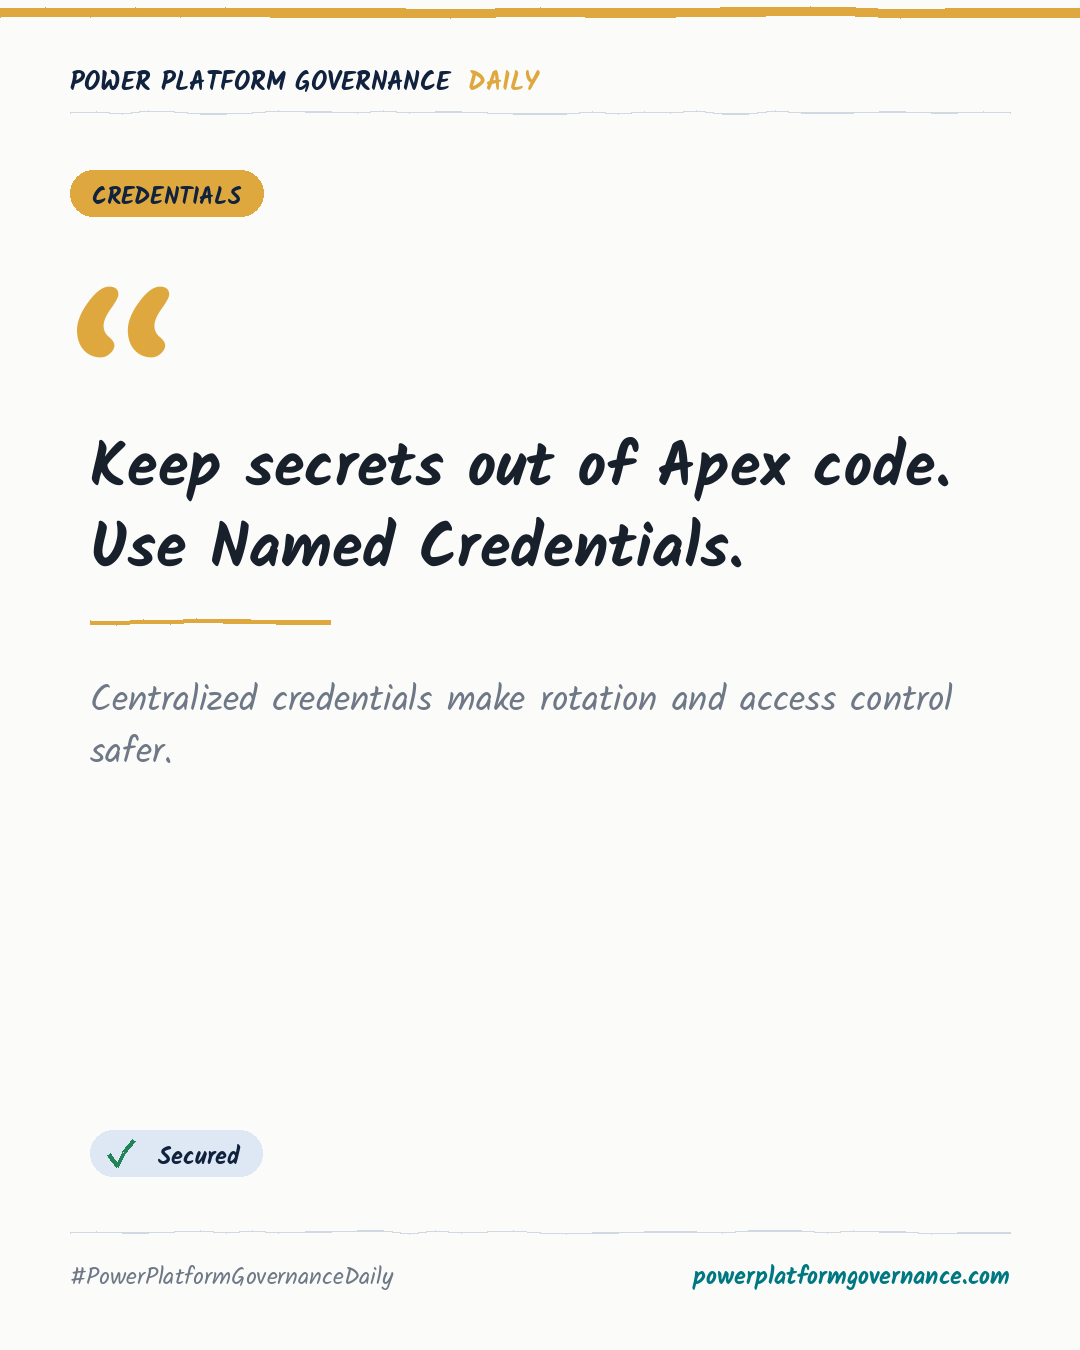 POWER PLATFORM GOVERNANCE DAILY
CREDENTIALS
“
Keep secrets out of Apex code.
Use Named Credentials.
Centralized credentials make rotation and access control
safer.
✓ Secured
#PowerPlatformGovernanceDaily
powerplatformgovernance.com